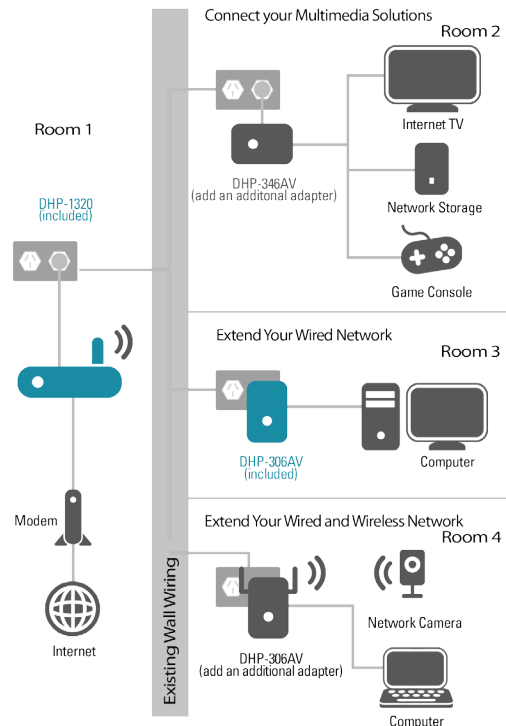 Connect your Multimedia Solutions
Room 2
Internet TV
DHP-346AV
(add an additonal adapter)
Network Storage
Game Console
Room 1
DHP-1320
(included)
Modem
Internet
Existing Wall Wiring
Extend Your Wired Network
Room 3
DHP-306AV
(included)
Computer
Extend Your Wired and Wireless Network
Room 4
Network Camera
DHP-306AV
(add an additional adapter)
Computer